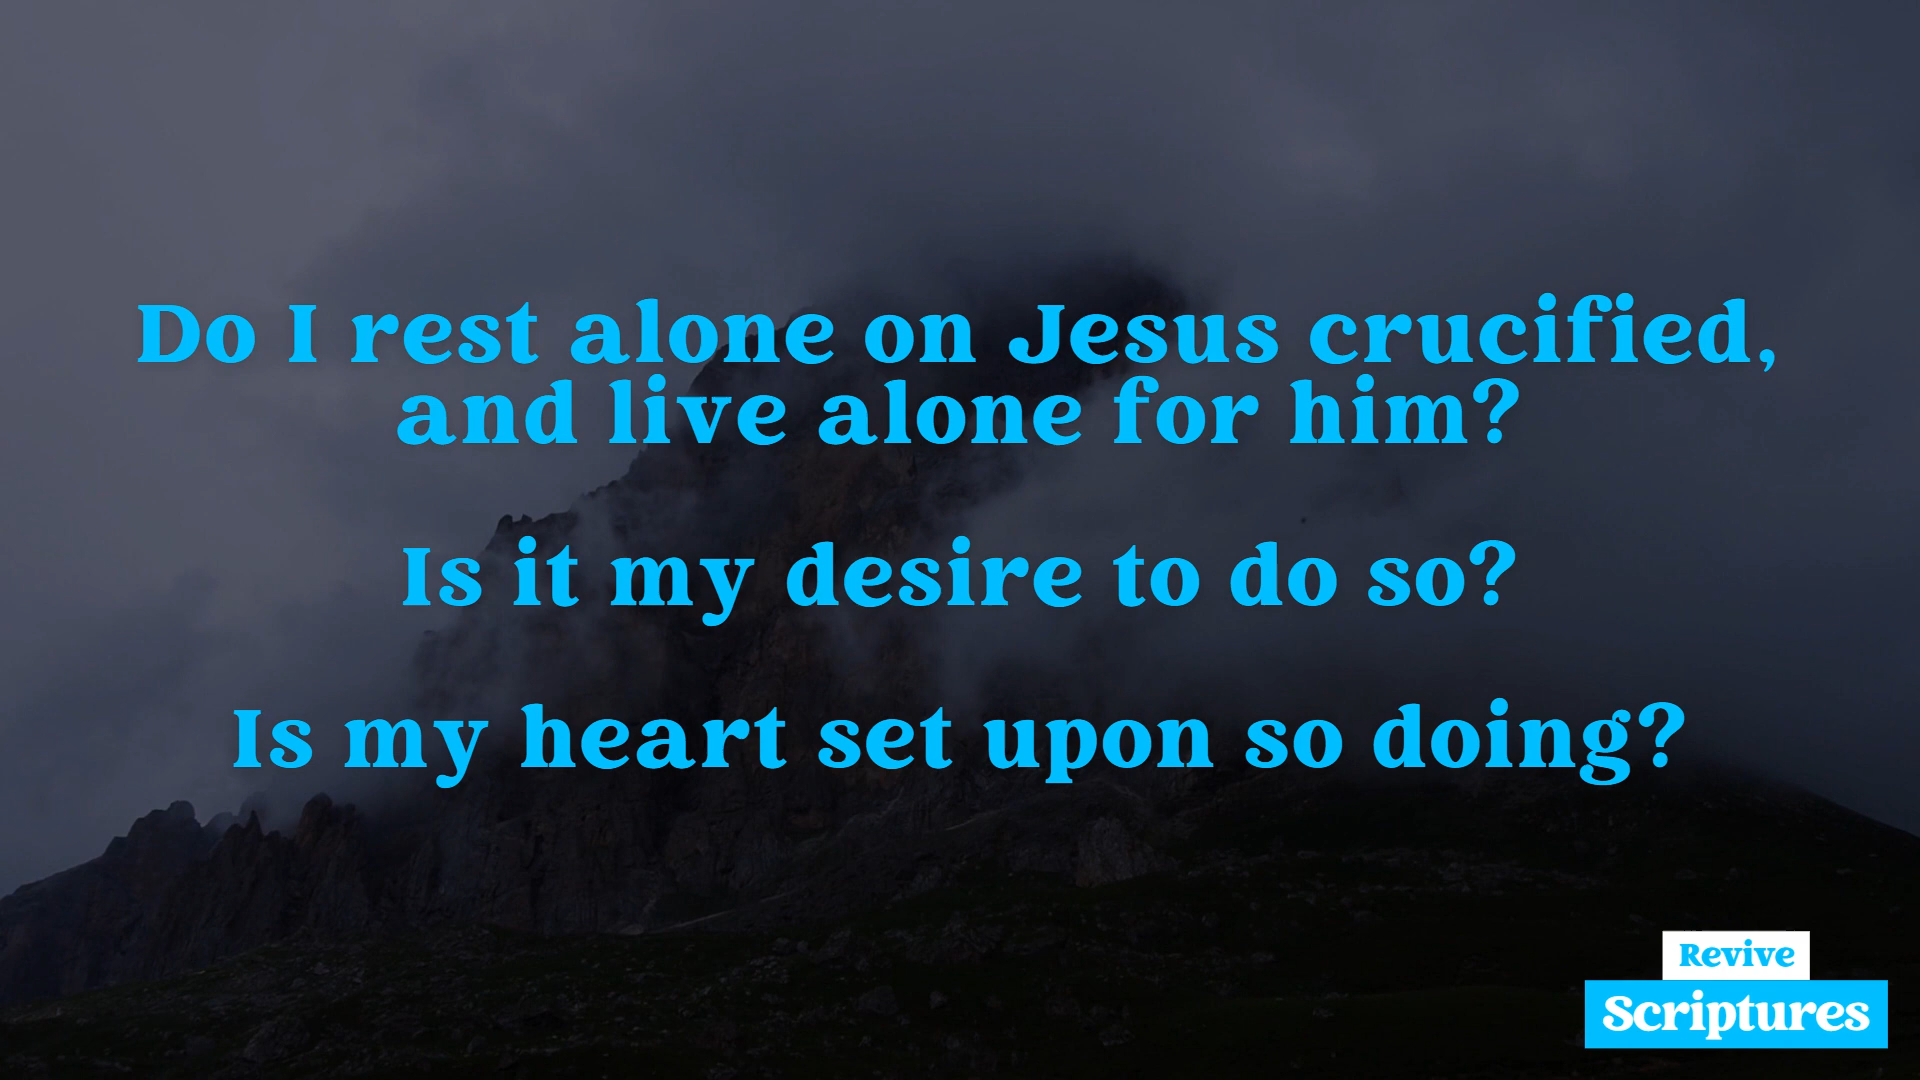 Do I rest alone on Jesus crucified,
and live alone for him?
Is it my desire to do so?
Is my heart set upon so doing?
Revive
Scriptures